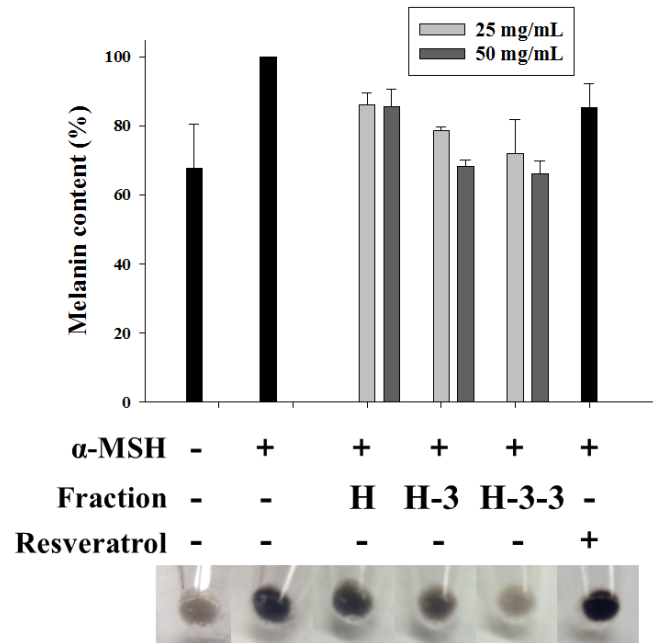 25 mg/mL
50 mg/mL
Melanin content (%)
100
80
60
40
20
0
α-MSH - + + + + +
Fraction - - H H-3 H-3-3 -
Resveratrol - - - - - +